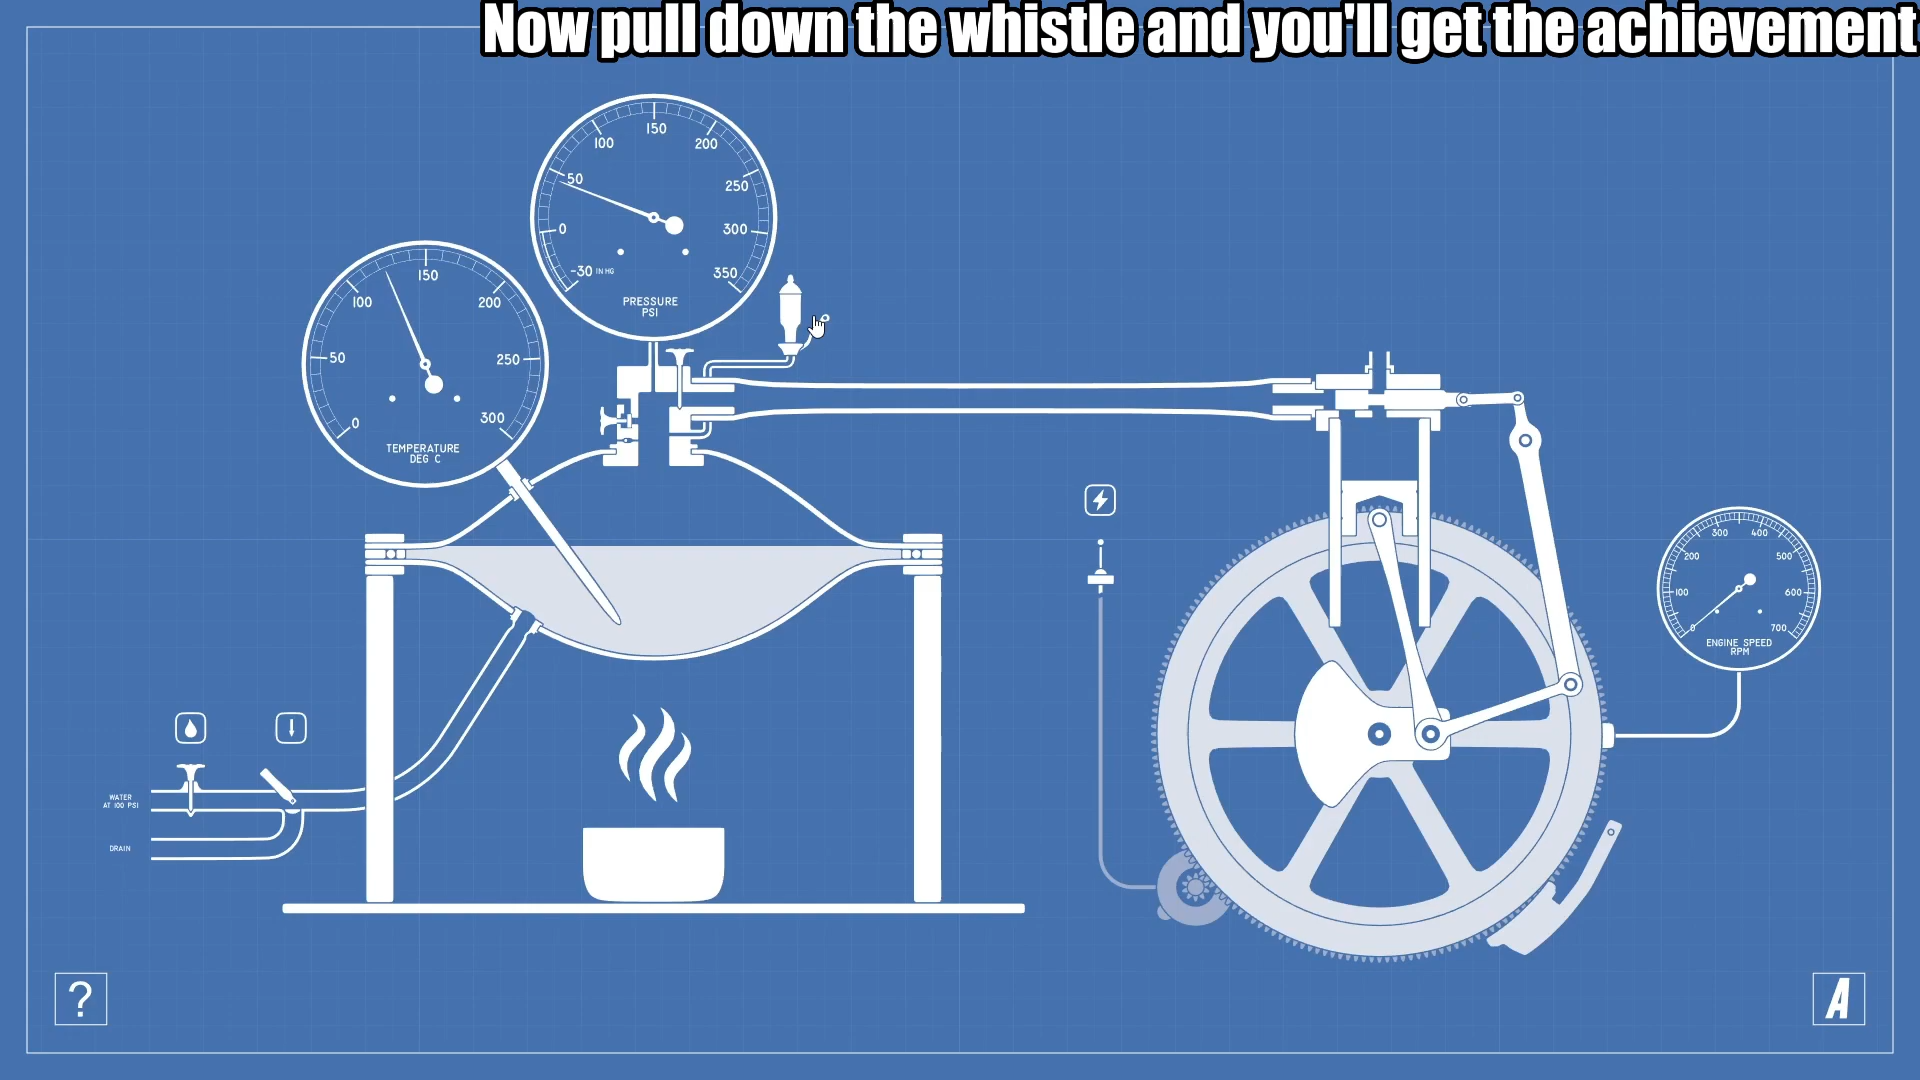 Now pull down the whistle and you'll get the achievement
150
100
200
50
250
0
300
-30 IN HG
350
PRESSURE
PSI
150
100
200
50
250
0
300
TEMPERATURE
DEG C
300
400
200
500
100
600
0
700
ENGINE SPEED
RPM
WATER
AT 100 PSI
DRAIN
?
A